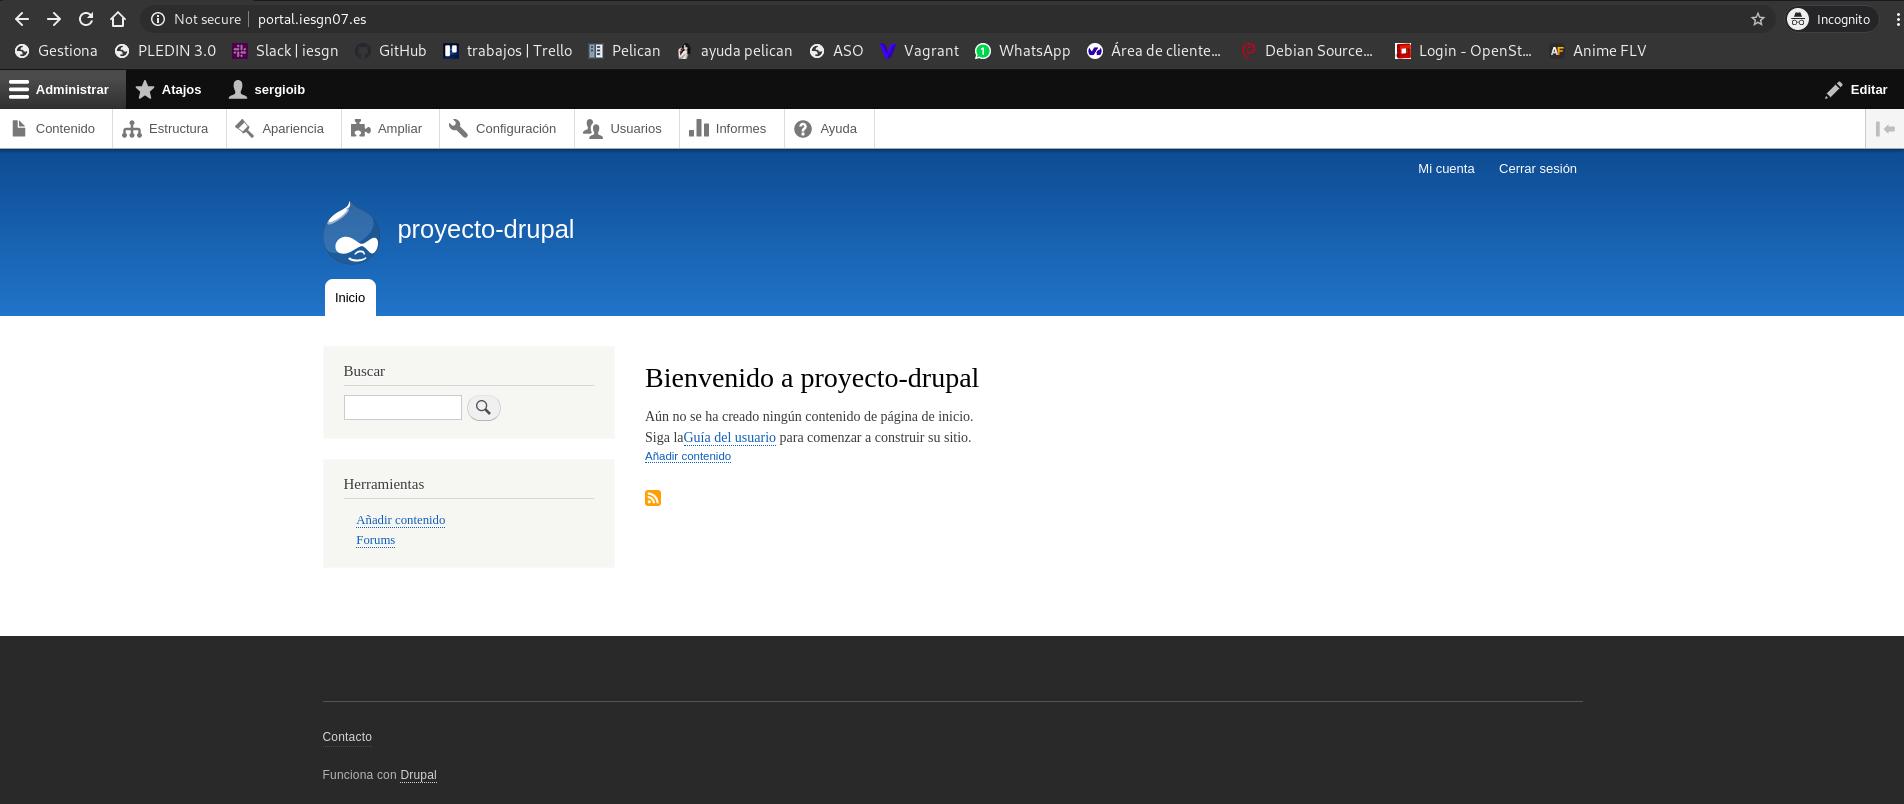 Not secure portal.iesgn07.es Incognito
Gestiona PLEDIN 3.0 Slack | iesgn GitHub trabajos | Trello Pelican ayuda pelican ASO Vagrant WhatsApp Área de cliente... Debian Source... Login - OpenSt... Anime FLV
Administrar Atajos sergioib Editar
Contenido Estructura Apariencia Ampliar Configuración Usuarios Informes Ayuda
Mi cuenta Cerrar sesión
proyecto-drupal
Inicio
Buscar
Herramientas
Añadir contenido
Forums
Bienvenido a proyecto-drupal
Aún no se ha creado ningún contenido de página de inicio.
Siga laGuía del usuario para comenzar a construir su sitio.
Añadir contenido
Contacto
Funciona con Drupal